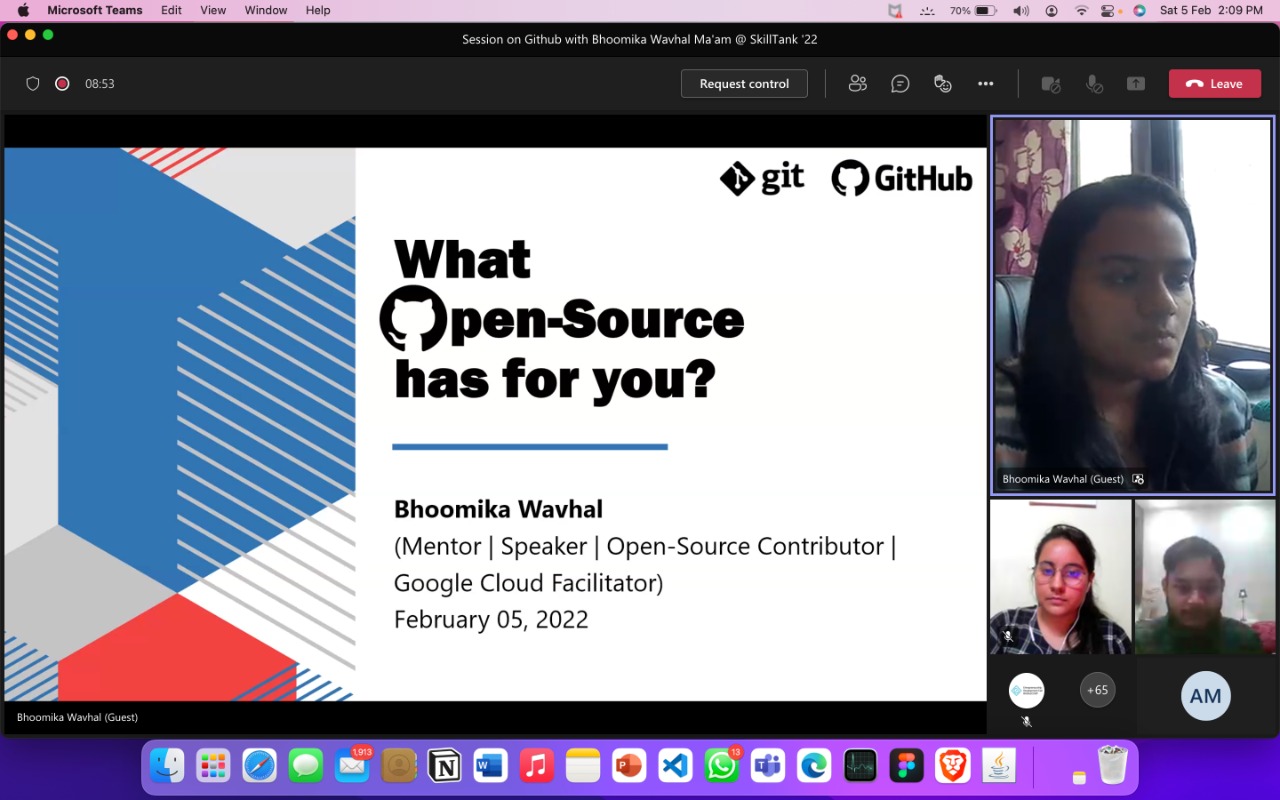 Microsoft Teams Edit View Window Help 70% Sat 5 Feb 2:09 PM
Session on Github with Bhoomika Wavhal Ma'am @ SkillTank '22
08:53 Request control Leave
git GitHub
What
pen-Source
has for you?
Bhoomika Wavhal
(Mentor | Speaker | Open-Source Contributor |
Google Cloud Facilitator)
February 05, 2022
Bhoomika Wavhal (Guest)
+65
AM
Bhoomika Wavhal (Guest)
1,913
13